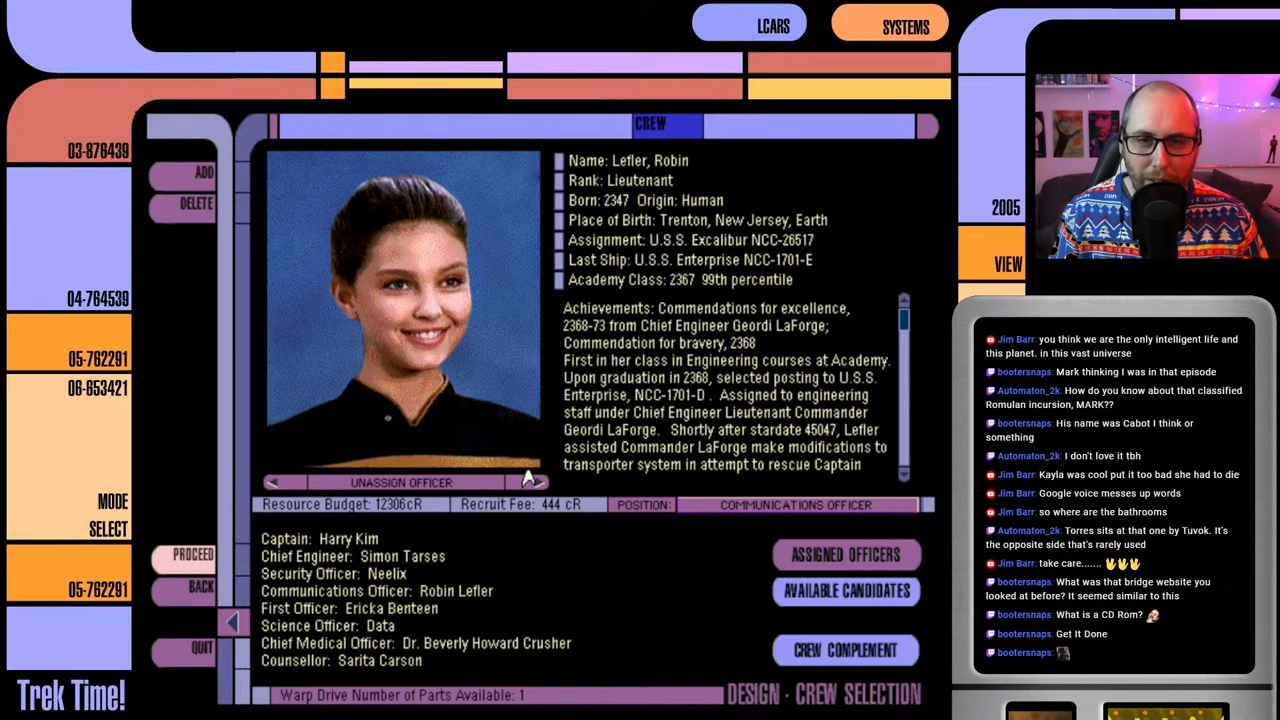 LCARS
SYSTEMS
03-876439
04-764539
05-762291
06-653421
MODE
SELECT
05-762291
Trek Time!
ADD
DELETE
PROCEED
BACK
QUIT
CREW
Name: Lefler, Robin
Rank: Lieutenant
Born: 2347 Origin: Human
Place of Birth: Trenton, New Jersey, Earth
Assignment: U.S.S. Excalibur NCC-26517
Last Ship: U.S.S. Enterprise NCC-1701-E
Academy Class: 2367 99th percentile
Achievements: Commendations for excellence,
2368-73 from Chief Engineer Geordi LaForge;
Commendation for bravery, 2368
First in her class in Engineering courses at Academy.
Upon graduation in 2368, selected posting to U.S.S.
Enterprise, NCC-1701-D . Assigned to engineering
staff under Chief Engineer Lieutenant Commander
Geordi LaForge. Shortly after stardate 45047, Lefler
assisted Commander LaForge make modifications to
transporter system in attempt to rescue Captain
UNASSIGN OFFICER
Resource Budget: 12306cR
Recruit Fee: 444 cR
POSITION:
COMMUNICATIONS OFFICER
Captain: Harry Kim
Chief Engineer: Simon Tarses
Security Officer: Neelix
Communications Officer: Robin Lefler
First Officer: Ericka Benteen
Science Officer: Data
Chief Medical Officer: Dr. Beverly Howard Crusher
Counsellor: Sarita Carson
ASSIGNED OFFICERS
AVAILABLE CANDIDATES
CREW COMPLEMENT
Warp Drive Number of Parts Available: 1
DESIGN · CREW SELECTION
2005
VIEW
Jim Barr: you think we are the only intelligent life and
this planet. in this vast universe
bootersnaps: Mark thinking I was in that episode
Automaton_2k: How do you know about that classified
Romulan incursion, MARK??
bootersnaps: His name was Cabot I think or
something
Automaton_2k: I don't love it tbh
Jim Barr: Kayla was cool put it too bad she had to die
Jim Barr: Google voice messes up words
Jim Barr: so where are the bathrooms
Automaton_2k: Torres sits at that one by Tuvok. It's
the opposite side that's rarely used
Jim Barr: take care....... 🖖🖖🖖
bootersnaps: What was that bridge website you
looked at before? It seemed similar to this
bootersnaps: What is a CD Rom?
bootersnaps: Get It Done
bootersnaps: